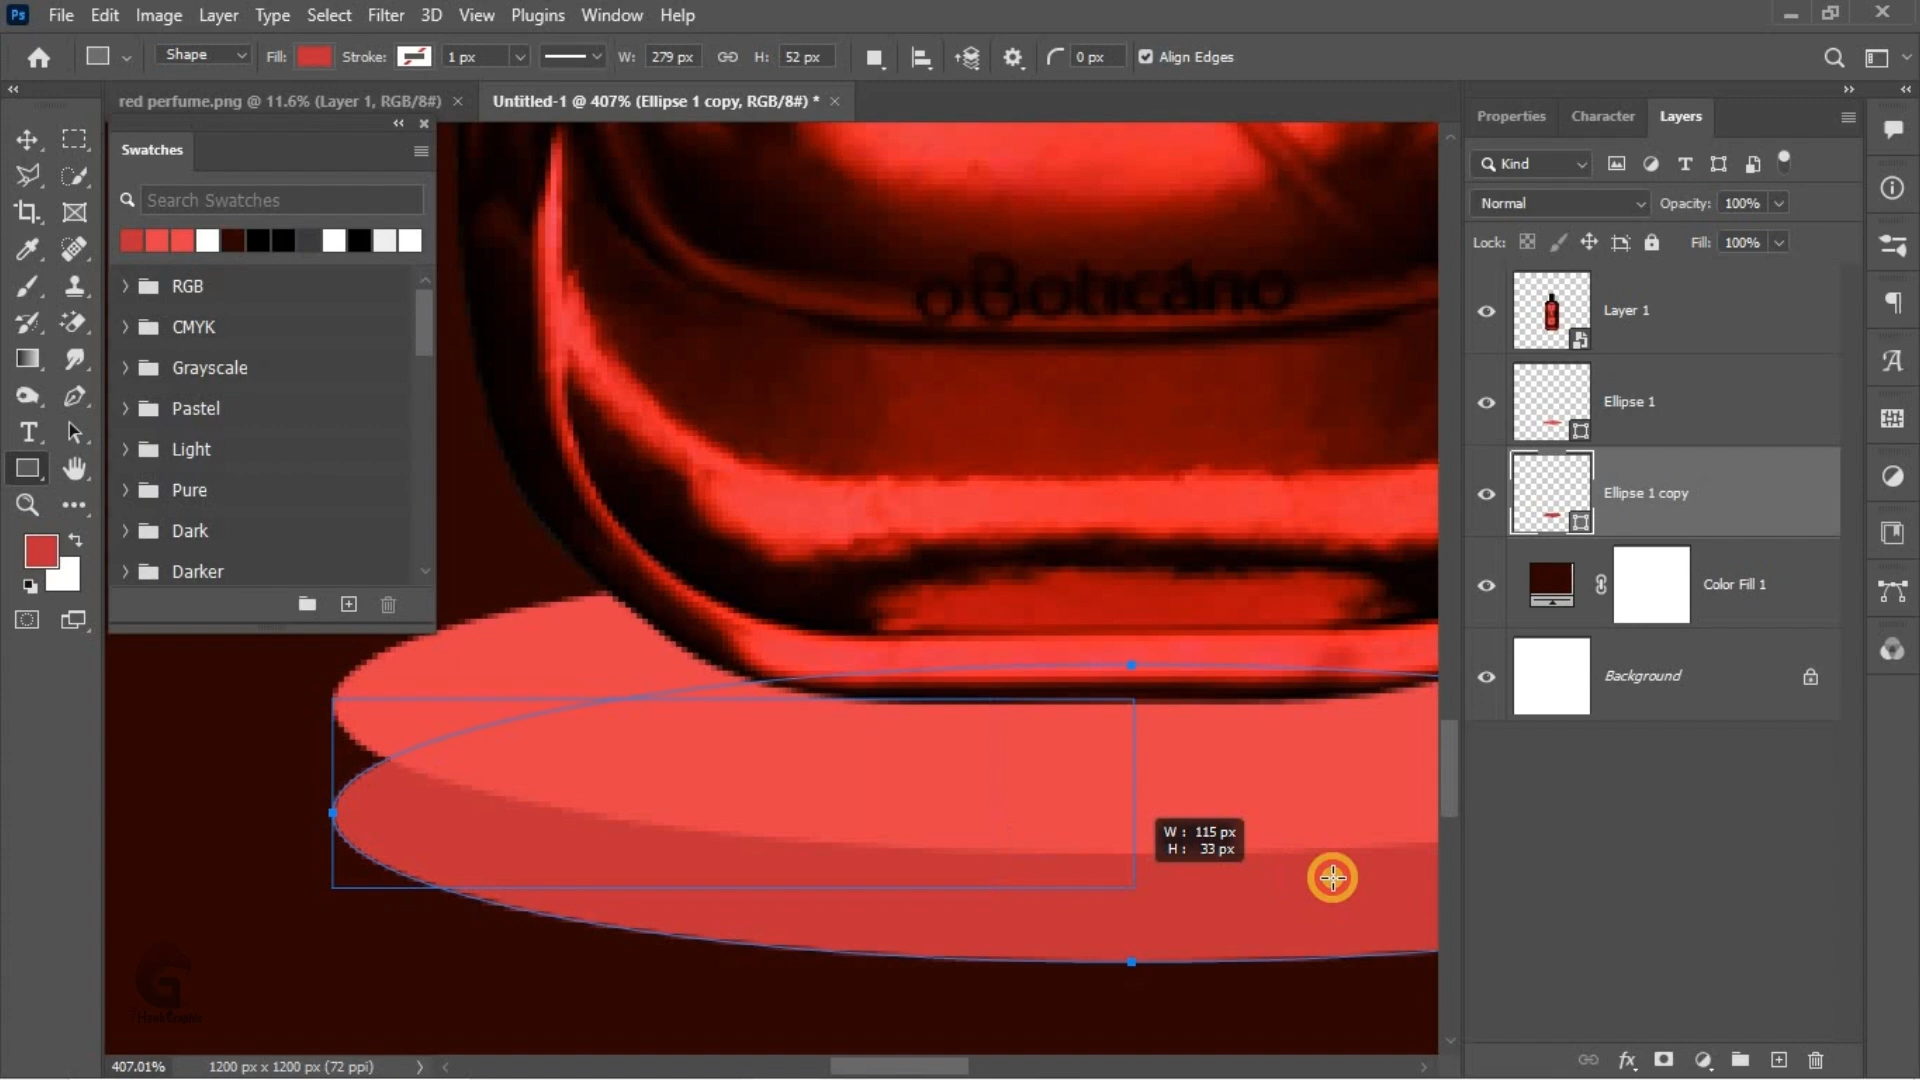 Ps File Edit Image Layer Type Select Filter 3D View Plugins Window Help
Shape Fill: Stroke: 1 px W: 279 px H: 52 px 0 px Align Edges
red perfume.png @ 11.6% (Layer 1, RGB/8#) × Untitled-1 @ 407% (Ellipse 1 copy, RGB/8#) * ×
Swatches
Search Swatches
RGB
CMYK
Grayscale
Pastel
Light
Pure
Dark
Darker
oBoticário
W : 115 px
H : 33 px
G
407.01% 1200 px x 1200 px (72 ppi)
Properties Character Layers
Kind
Normal Opacity: 100%
Lock: Fill: 100%
Layer 1
Ellipse 1
Ellipse 1 copy
Color Fill 1
Background